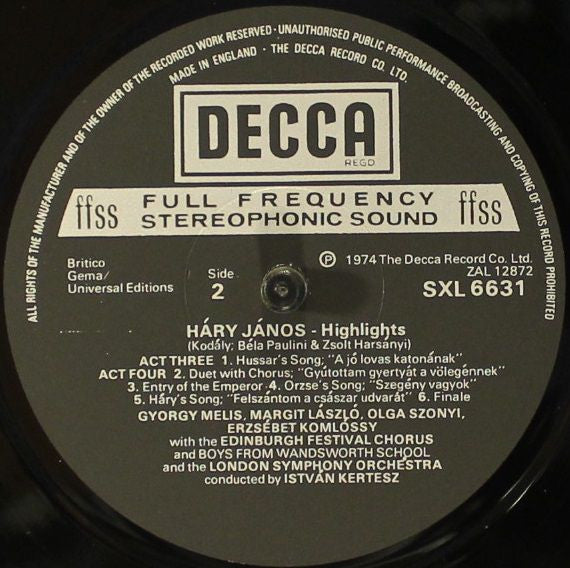 ALL RIGHTS OF THE MANUFACTURER AND OF THE OWNER OF THE RECORDED WORK RESERVED · UNAUTHORISED PUBLIC PERFORMANCE BROADCASTING AND COPYING OF THIS RECORD PROHIBITED
MADE IN ENGLAND · THE DECCA RECORD CO. LTD.
DECCA
REGD
ffss FULL FREQUENCY STEREOPHONIC SOUND ffss
Britico
Gema/
Universal Editions
Side
2
Ⓟ 1974 The Decca Record Co. Ltd.
ZAL 12872
SXL 6631
HÁRY JÁNOS - Highlights
(Kodály; Béla Paulini & Zsolt Harsanyi)
ACT THREE 1. Hussar's Song; "A jó lovas katonának".
ACT FOUR 2. Duet with Chorus; "Gyútottam gyertyát a völegénnek"
3. Entry of the Emperor 4. Orzse's Song; "Szegény vagyok"
5. Háry's Song; "Felszántom a császar udvarát" 6. Finale
GYORGY MELIS, MARGIT LÁSZLÓ, OLGA SZONYI,
ERZSÉBET KOMLÓSSY
with the EDINBURGH FESTIVAL CHORUS
and BOYS FROM WANDSWORTH SCHOOL
and the LONDON SYMPHONY ORCHESTRA
conducted by ISTVÁN KERTESZ